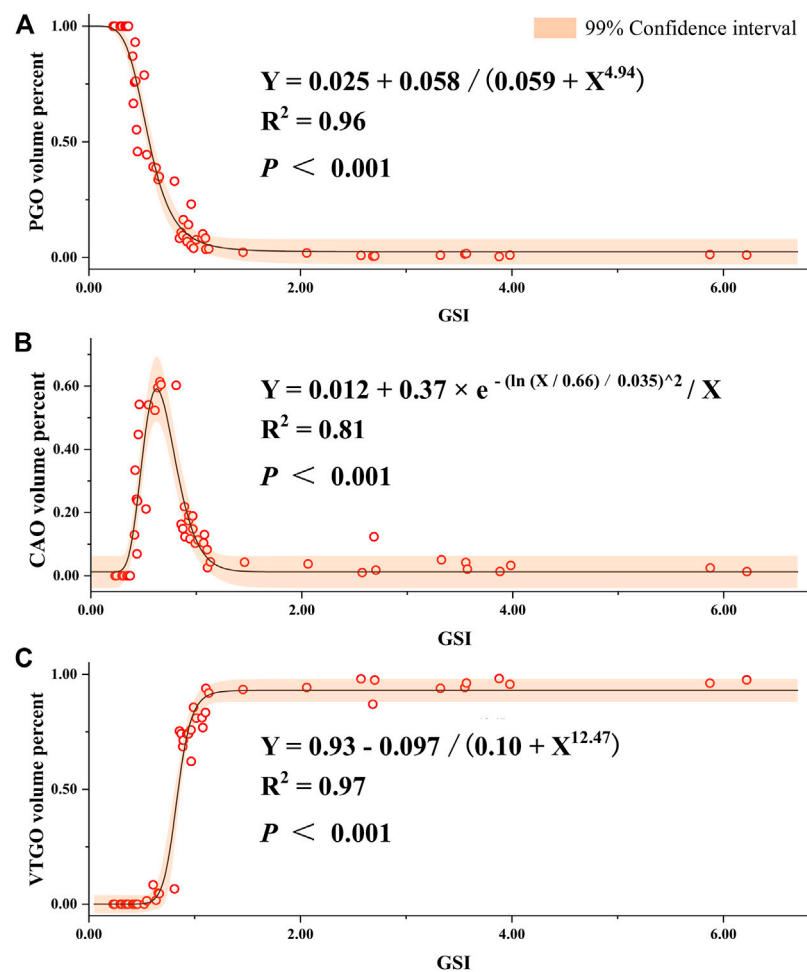 A
99% Confidence interval
1.00
Y = 0.025 + 0.058 / (0.059 + X^4.94)
R^2 = 0.96
P < 0.001
0.50
0.00
PGO volume percent
0.00 2.00 4.00 6.00
GSI
B
0.60
Y = 0.012 + 0.37 × e^- (ln (X / 0.66) / 0.035)^2 / X
R^2 = 0.81
P < 0.001
0.40
0.20
0.00
CAO volume percent
0.00 2.00 4.00 6.00
GSI
C
1.00
Y = 0.93 - 0.097 / (0.10 + X^12.47)
R^2 = 0.97
P < 0.001
0.50
0.00
VTGO volume percent
0.00 2.00 4.00 6.00
GSI